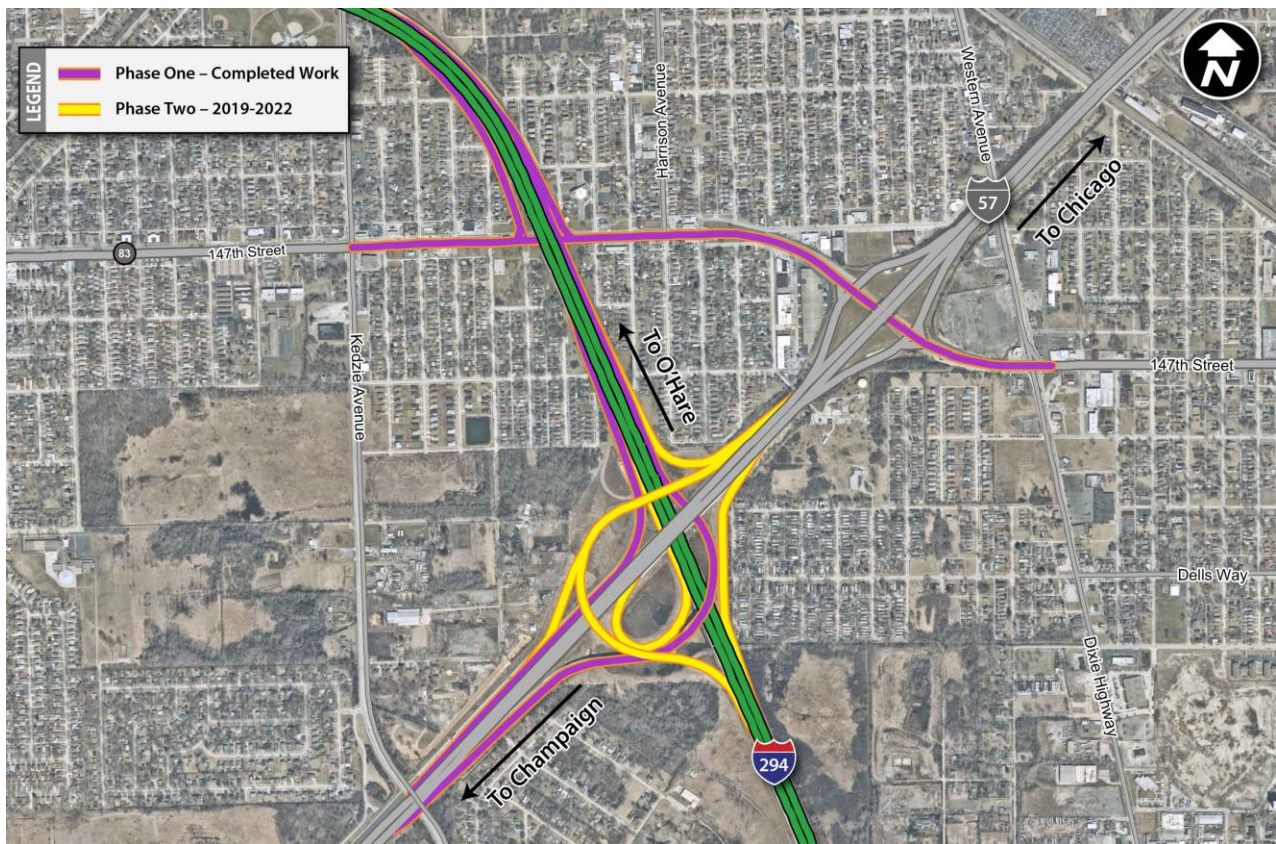 LEGEND
Phase One – Completed Work
Phase Two – 2019-2022
N
Harrison Avenue
Western Avenue
57
To Chicago
83
147th Street
Kedzie Avenue
To O'Hare
147th Street
Dells Way
Dixie Highway
To Champaign
294